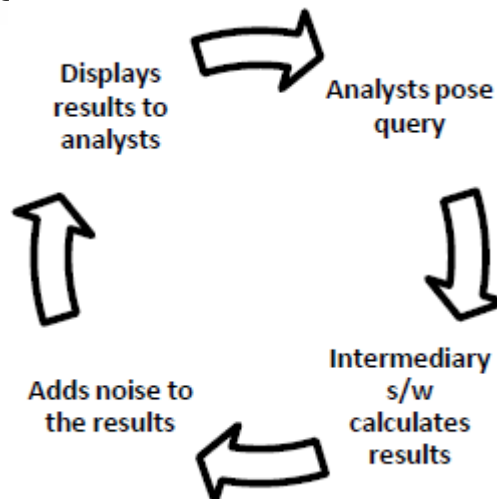 Displays
results to
analysts
Analysts pose
query
Intermediary
s/w
calculates
results
Adds noise to
the results